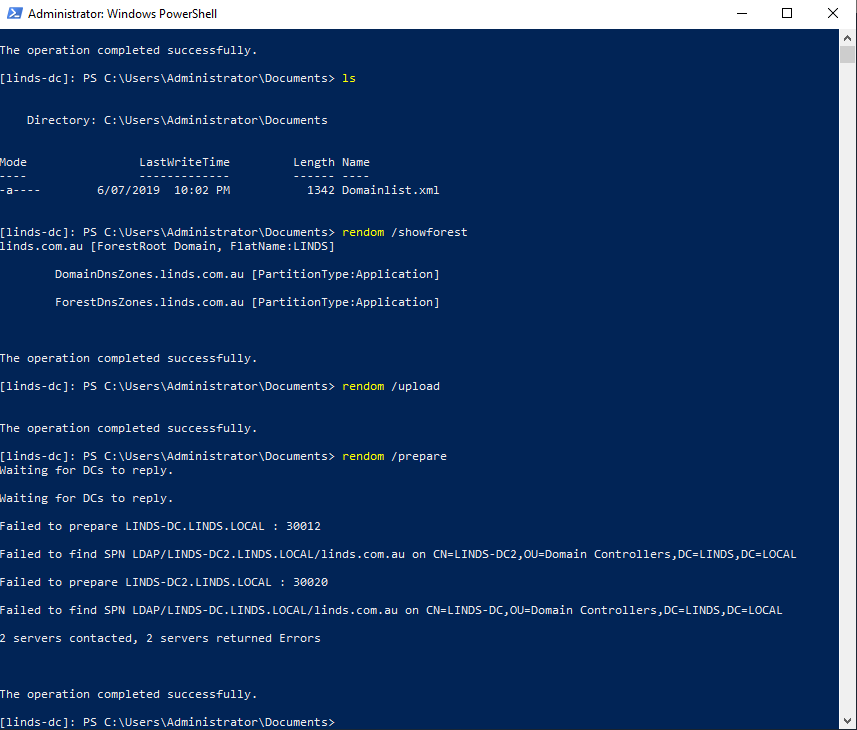 Administrator: Windows PowerShell
The operation completed successfully.
[linds-dc]: PS C:\Users\Administrator\Documents> ls
Directory: C:\Users\Administrator\Documents
Mode                LastWriteTime         Length Name
----                -------------         ------ ----
-a----        6/07/2019  10:02 PM           1342 Domainlist.xml
[linds-dc]: PS C:\Users\Administrator\Documents> rendom /showforest
linds.com.au [ForestRoot Domain, FlatName:LINDS]
DomainDnsZones.linds.com.au [PartitionType:Application]
ForestDnsZones.linds.com.au [PartitionType:Application]
The operation completed successfully.
[linds-dc]: PS C:\Users\Administrator\Documents> rendom /upload
The operation completed successfully.
[linds-dc]: PS C:\Users\Administrator\Documents> rendom /prepare
Waiting for DCs to reply.
Waiting for DCs to reply.
Failed to prepare LINDS-DC.LINDS.LOCAL : 30012
Failed to find SPN LDAP/LINDS-DC2.LINDS.LOCAL/linds.com.au on CN=LINDS-DC2,OU=Domain Controllers,DC=LINDS,DC=LOCAL
Failed to prepare LINDS-DC2.LINDS.LOCAL : 30020
Failed to find SPN LDAP/LINDS-DC.LINDS.LOCAL/linds.com.au on CN=LINDS-DC,OU=Domain Controllers,DC=LINDS,DC=LOCAL
2 servers contacted, 2 servers returned Errors
The operation completed successfully.
[linds-dc]: PS C:\Users\Administrator\Documents>